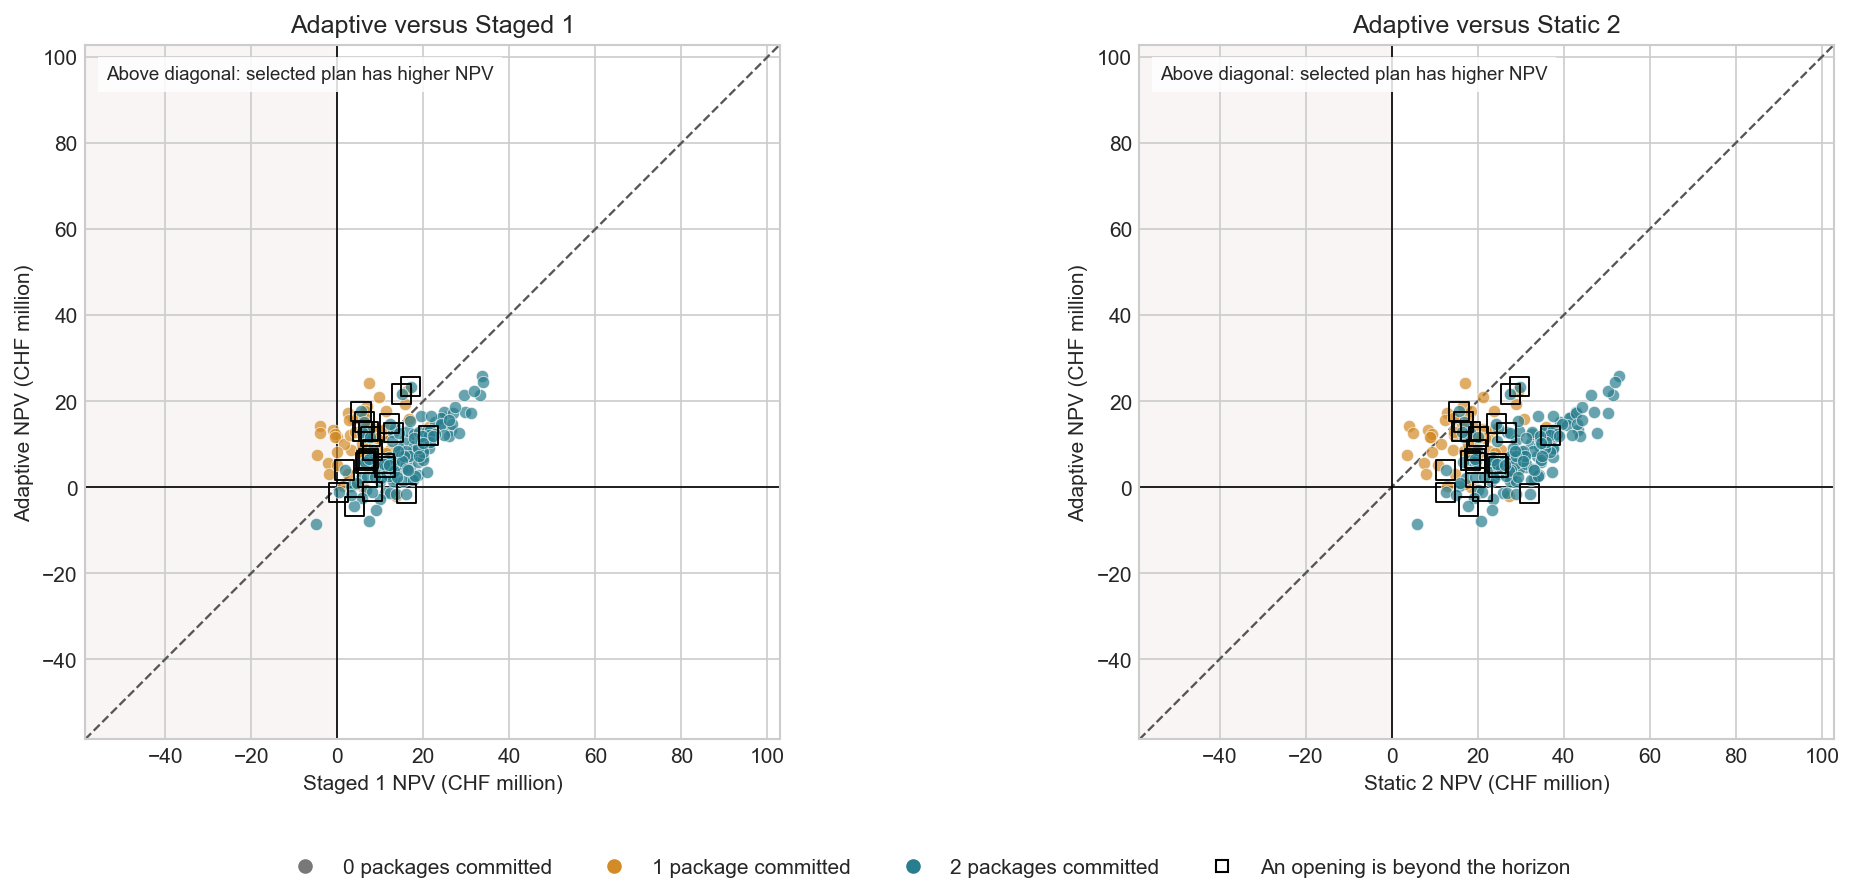 Adaptive versus Staged 1
Above diagonal: selected plan has higher NPV
100
80
60
40
20
0
−20
−40
Adaptive NPV (CHF million)
−40 −20 0 20 40 60 80 100
Staged 1 NPV (CHF million)
Adaptive versus Static 2
Above diagonal: selected plan has higher NPV
100
80
60
40
20
0
−20
−40
Adaptive NPV (CHF million)
−40 −20 0 20 40 60 80 100
Static 2 NPV (CHF million)
0 packages committed 1 package committed 2 packages committed An opening is beyond the horizon